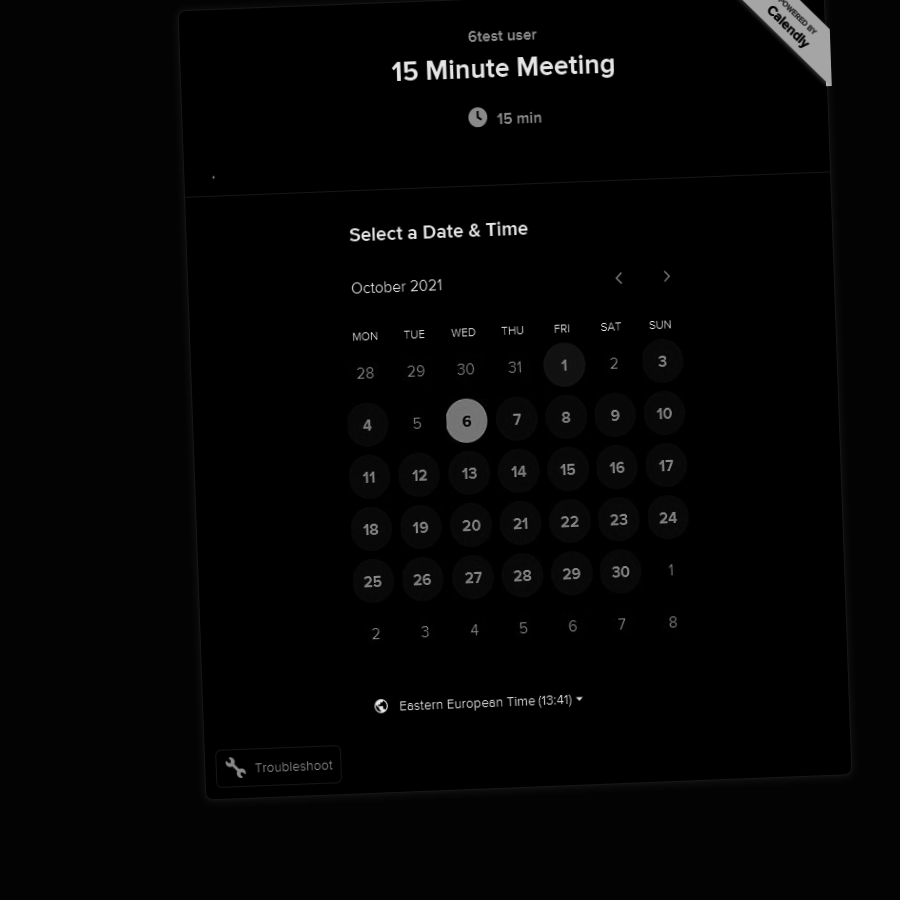 6test user
15 Minute Meeting
15 min
POWERED BY
Calendly
Select a Date & Time
October 2021
MON TUE WED THU FRI SAT SUN
28 29 30 31 1 2 3
4 5 6 7 8 9 10
11 12 13 14 15 16 17
18 19 20 21 22 23 24
25 26 27 28 29 30 1
2 3 4 5 6 7 8
Eastern European Time (13:41)
Troubleshoot